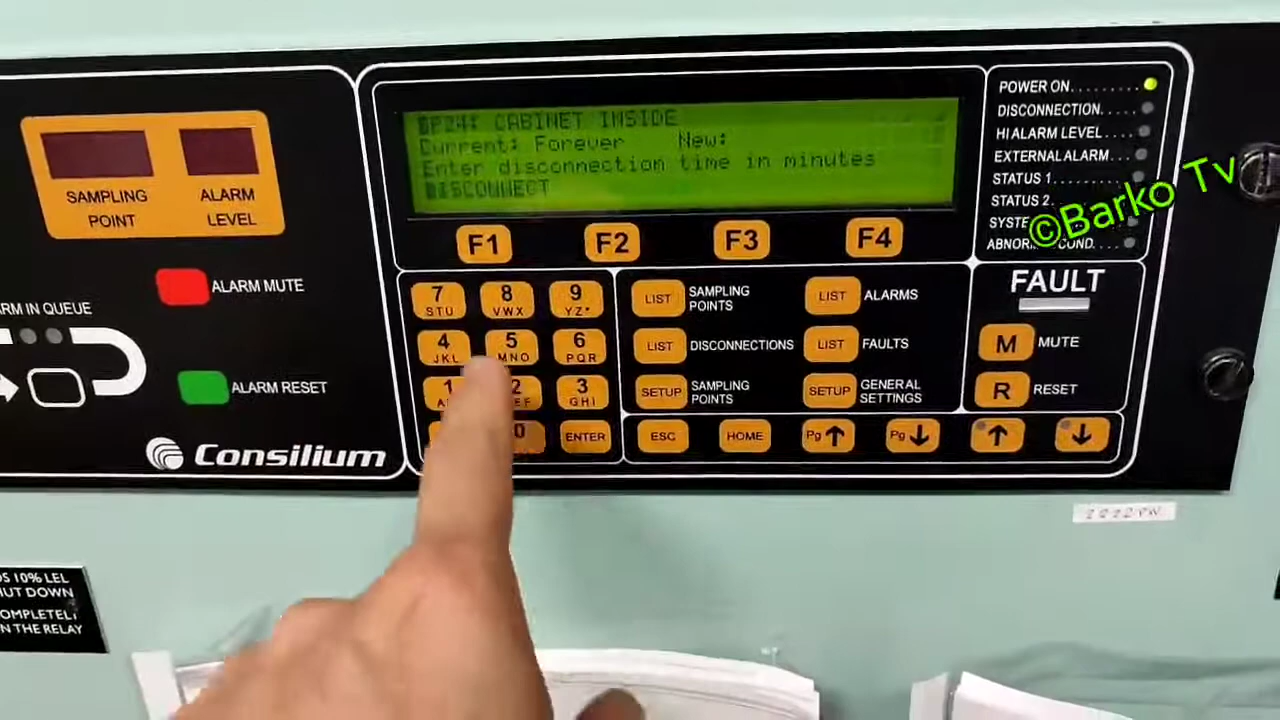 SP24: CABINET INSIDE
Current: Forever New:
Enter disconnection time in minutes
DISCONNECT
SAMPLING POINT
ALARM LEVEL
ALARM MUTE
ARM IN QUEUE
ALARM RESET
Consilium
F1 F2 F3 F4
7 STU
8 VWX
9 YZ*
4 JKL
5 MNO
6 PQR
1
2 EF
3 GHI
0
ENTER
LIST SAMPLING POINTS
LIST ALARMS
LIST DISCONNECTIONS
LIST FAULTS
SETUP SAMPLING POINTS
SETUP GENERAL SETTINGS
ESC HOME Pg↑ Pg↓ ↑ ↓
POWER ON.........
DISCONNECTION....
HI ALARM LEVEL....
EXTERNAL ALARM...
STATUS 1
STATUS 2
SYSTE
ABNOR COND....
©Barko Tv
FAULT
M MUTE
R RESET
DS 10% LEL
HUT DOWN
COMPLETEL
N THE RELAY